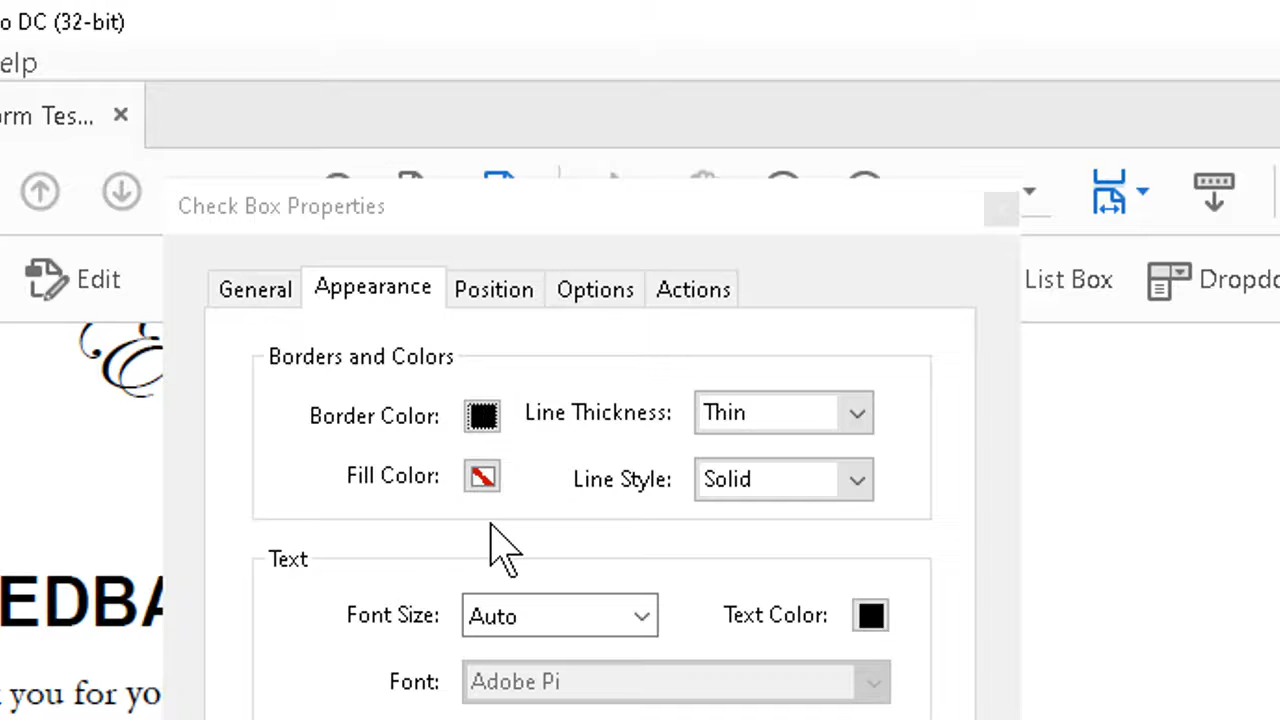 o DC (32-bit)
elp
orm Tes...
Check Box Properties
Edit
List Box
Dropdo
General
Appearance
Position
Options
Actions
Borders and Colors
Border Color:
Line Thickness:
Thin
Fill Color:
Line Style:
Solid
EDBA
Text
Font Size:
Auto
Text Color:
you for yo
Font:
Adobe Pi